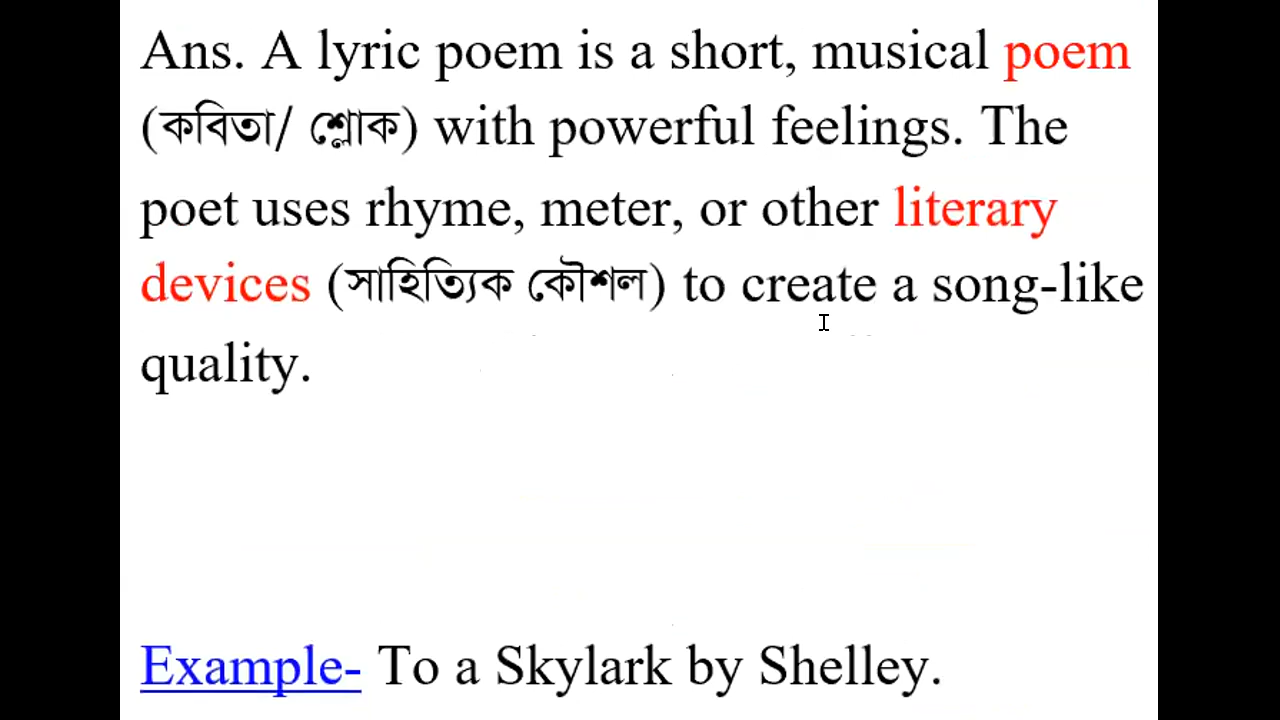 Ans. A lyric poem is a short, musical poem
(কবিতা/ শ্লোক) with powerful feelings. The
poet uses rhyme, meter, or other literary
devices (সাহিত্যিক কৌশল) to create a song-like
quality.
Example- To a Skylark by Shelley.